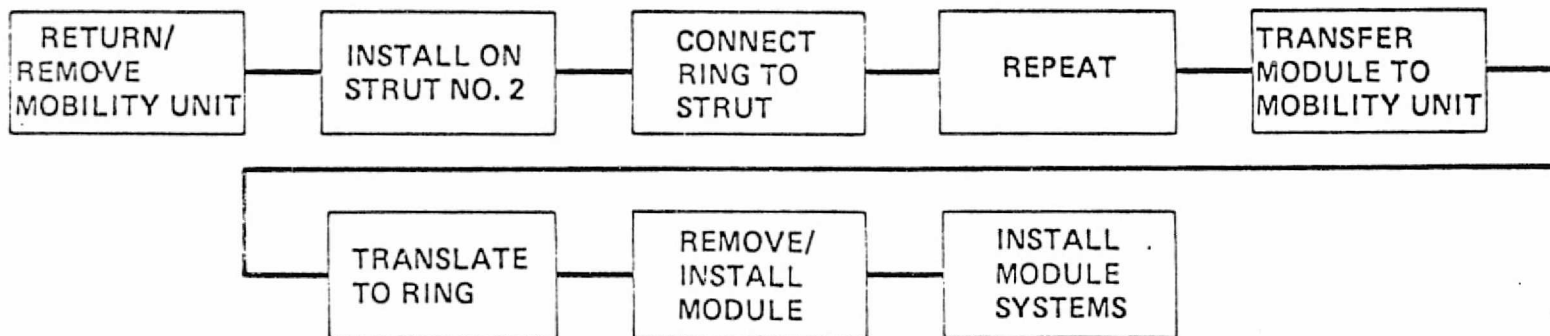 RETURN/
REMOVE
MOBILITY UNIT
INSTALL ON
STRUT NO. 2
CONNECT
RING TO
STRUT
REPEAT
TRANSFER
MODULE TO
MOBILITY UNIT
TRANSLATE
TO RING
REMOVE/
INSTALL
MODULE
INSTALL
MODULE
SYSTEMS